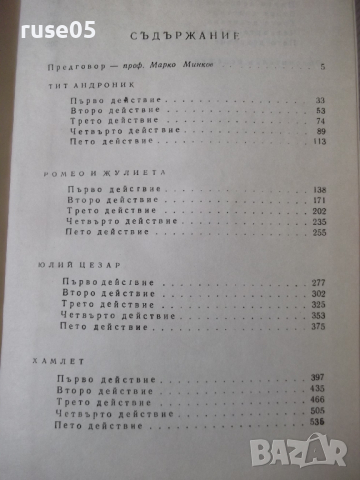 ruse05
СЪДЪРЖАНИЕ
Предговор — проф. Марко Минков . . . . . . . . 5
ТИТ АНДРОНИК
Първо действие . . . . . . . . . . . . . 33
Второ действие . . . . . . . . . . . . . 53
Трето действие . . . . . . . . . . . . . 74
Четвърто действие . . . . . . . . . . . . 89
Пето действие . . . . . . . . . . . . . 113
РОМЕО И ЖУЛИЕТА
Първо действие . . . . . . . . . . . . . 138
Второ действие . . . . . . . . . . . . . 171
Трето действие . . . . . . . . . . . . . 202
Четвърто действие . . . . . . . . . . . . 235
Пето действие . . . . . . . . . . . . . 255
ЮЛИЙ ЦЕЗАР
Първо действие . . . . . . . . . . . . . 277
Второ действие . . . . . . . . . . . . . 302
Трето действие . . . . . . . . . . . . . 325
Четвърто действие . . . . . . . . . . . . 353
Пето действие . . . . . . . . . . . . . 375
ХАМЛЕТ
Първо действие . . . . . . . . . . . . . 397
Второ действие . . . . . . . . . . . . . 435
Трето действие . . . . . . . . . . . . . 466
Четвърто действие . . . . . . . . . . . . 505
Пето действие . . . . . . . . . . . . . 535
BAZAR